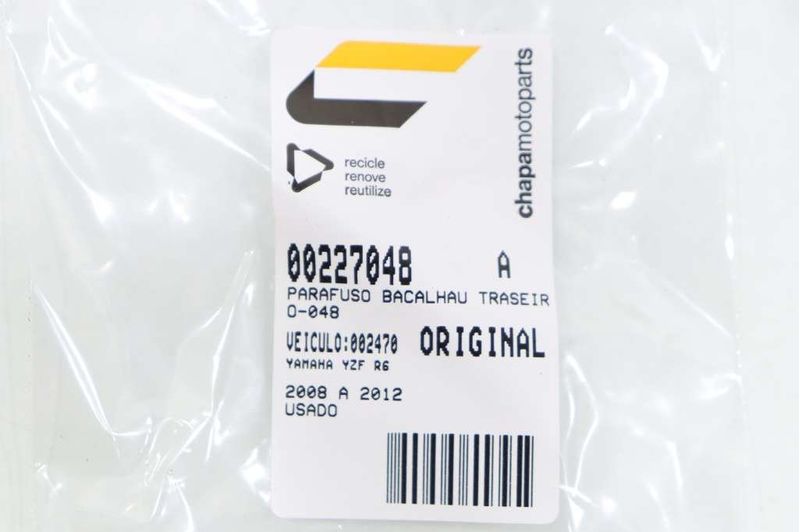 chapamotoparts
recicle
renove
reutilize
00227048 A
PARAFUSO BACALHAU TRASEIR
O-048
VEICULO:002470 ORIGINAL
YAMAHA YZF R6
2008 A 2012
USADO